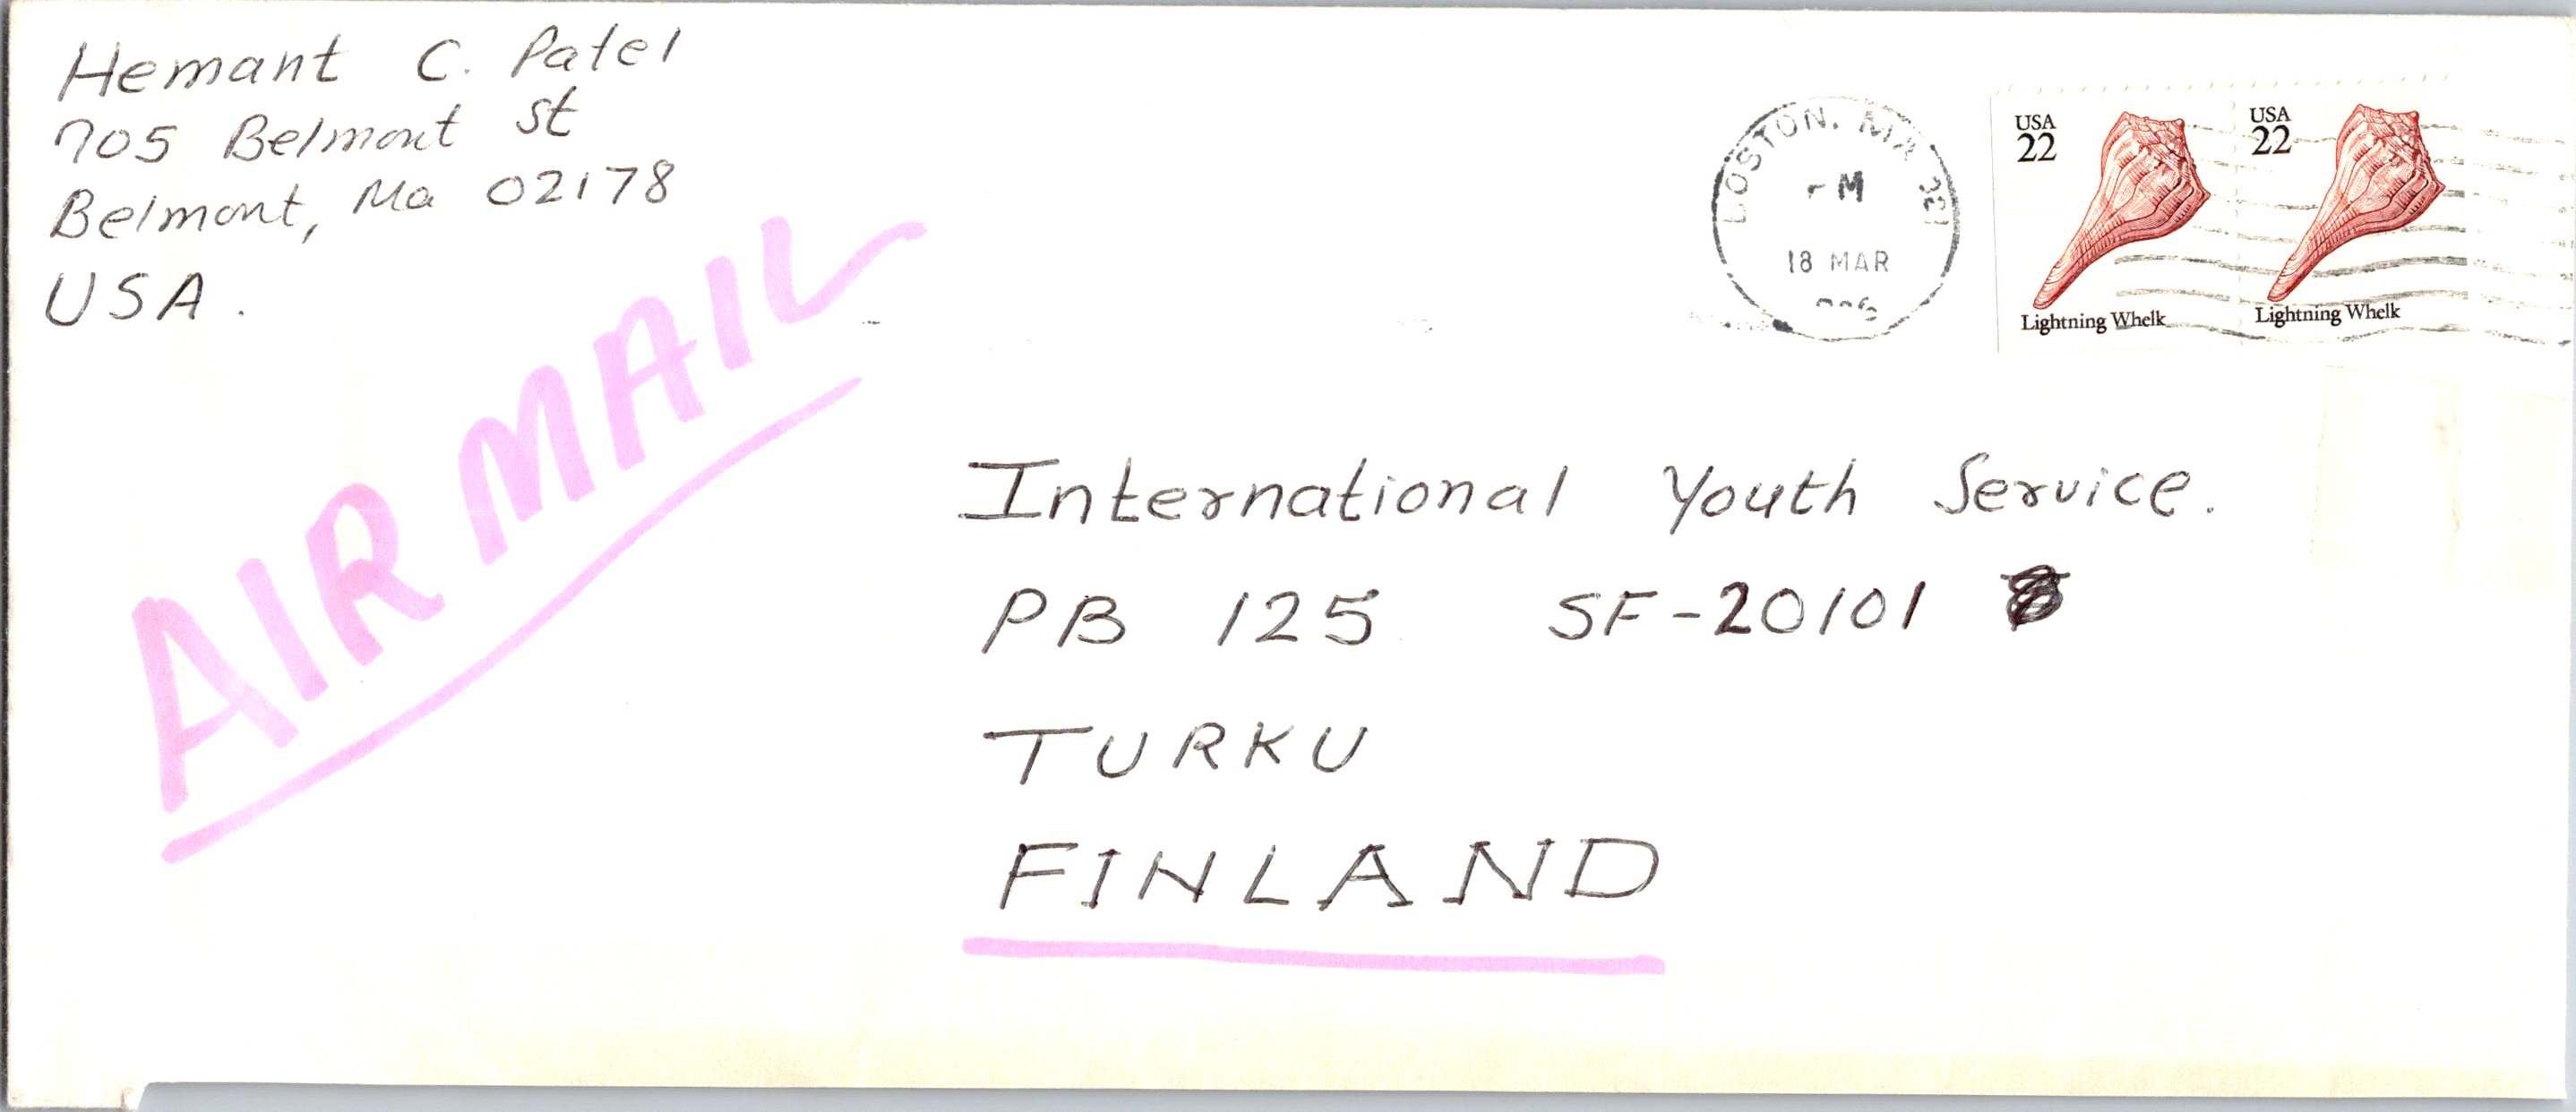 Hemant C. Patel
705 Belmont St
Belmont, Ma 02178
USA.
AIR MAIL
BOSTON, MA 021
PM
18 MAR
USA
22
Lightning Whelk
USA
22
Lightning Whelk
International Youth Service.
PB 125 SF-20101
TURKU
FINLAND